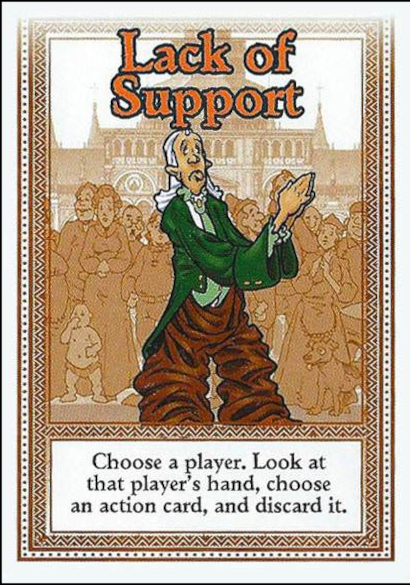 Lack of
Support
Choose a player. Look at
that player's hand, choose
an action card, and discard it.